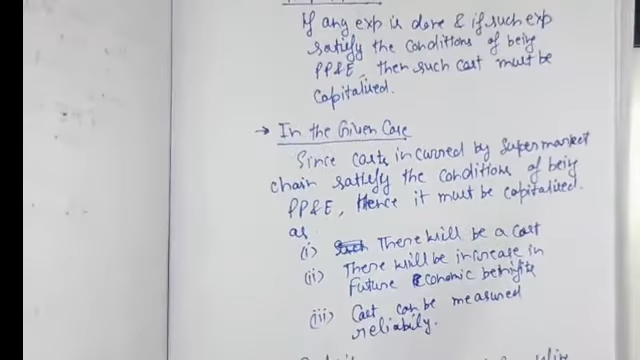 If any exp is done & if such exp
satisfy the conditions of being
PP&E, then such cost must be
capitalized.
→ In the Given Case
Since costs incurred by supermarket
chain satisfy the conditions of being
PP&E, Hence it must be capitalized.
as
(i) There will be a cost
(ii) There will be increase in
future economic benefits
(iii) Cost can be measured
reliabily.